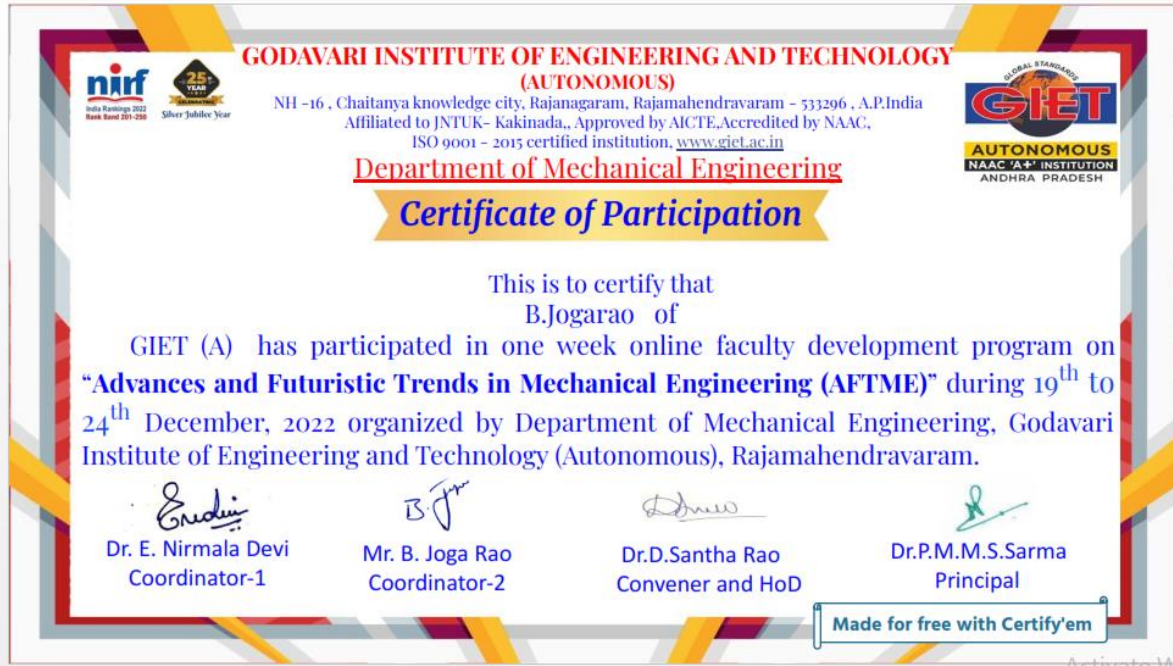 GODAVARI INSTITUTE OF ENGINEERING AND TECHNOLOGY
(AUTONOMOUS)
NH -16 , Chaitanya knowledge city, Rajanagaram, Rajamahendravaram - 533296 , A.P.India
Affiliated to JNTUK- Kakinada,, Approved by AICTE,Accredited by NAAC,
ISO 9001 - 2015 certified institution, www.giet.ac.in
Department of Mechanical Engineering
nirf
India Rankings 2022
Rank Band 201-250
25
YEAR
CELEBRATING
Silver Jubilee Year
GLOBAL STANDARDS
GIET
AUTONOMOUS
NAAC 'A+' INSTITUTION
ANDHRA PRADESH
Certificate of Participation
This is to certify that
B.Jogarao of
GIET (A) has participated in one week online faculty development program on
“Advances and Futuristic Trends in Mechanical Engineering (AFTME)” during 19th to
24th December, 2022 organized by Department of Mechanical Engineering, Godavari
Institute of Engineering and Technology (Autonomous), Rajamahendravaram.
Dr. E. Nirmala Devi
Coordinator-1
Mr. B. Joga Rao
Coordinator-2
Dr.D.Santha Rao
Convener and HoD
Dr.P.M.M.S.Sarma
Principal
Made for free with Certify'em